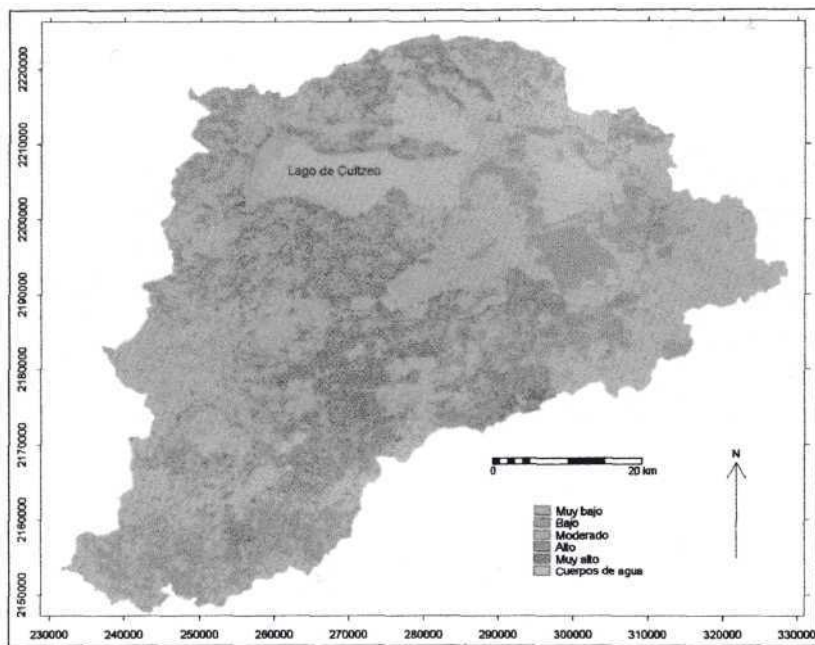 2220000
2210000
2200000
2190000
2180000
2170000
2160000
2150000
Lago de Cuitzeo
N
0 20 km
Muy bajo
Bajo
Moderado
Alto
Muy alto
Cuerpos de agua
230000 240000 250000 260000 270000 280000 290000 300000 310000 320000 330000